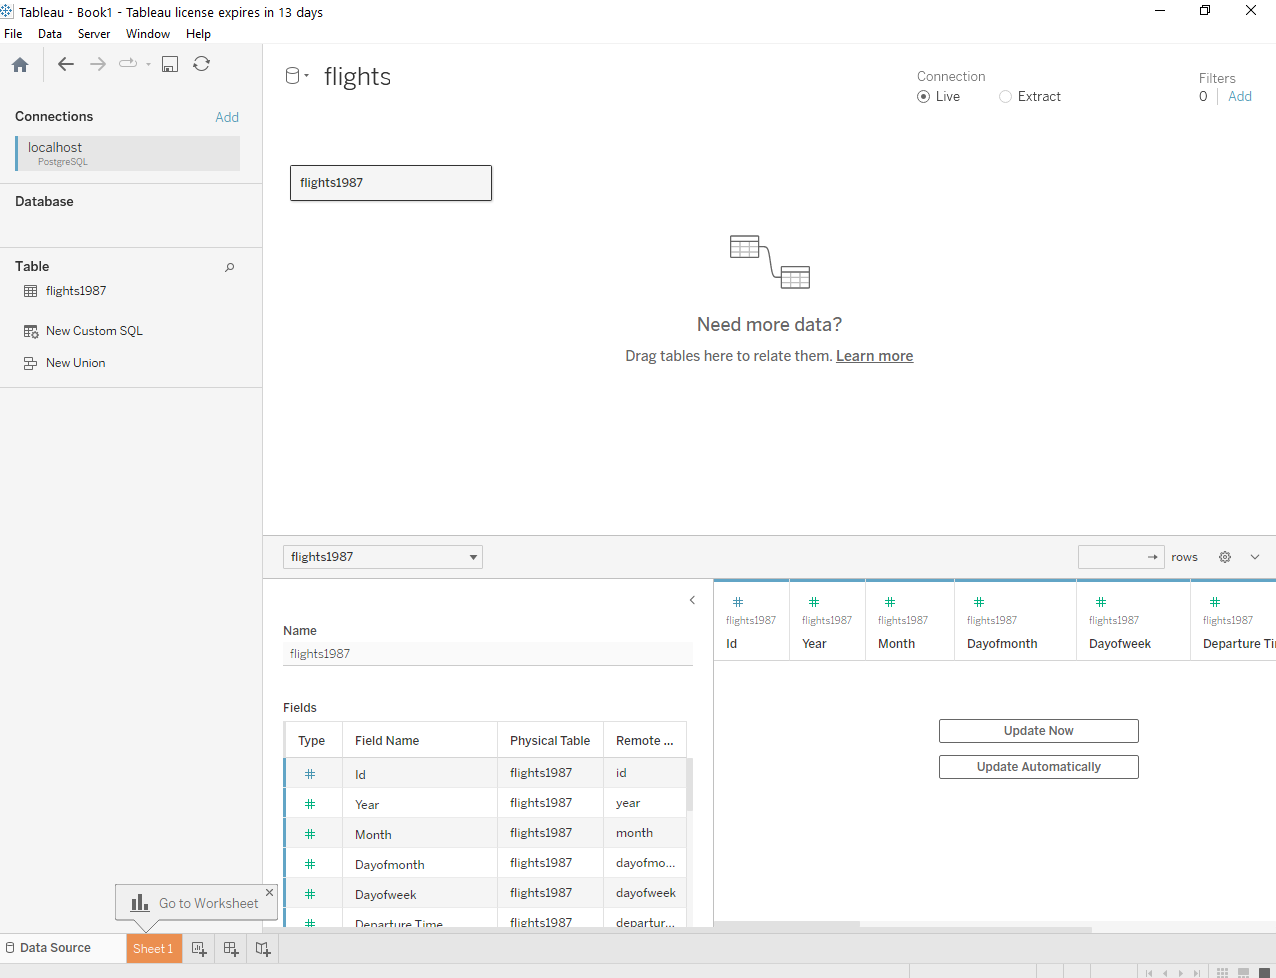 Tableau - Book1 - Tableau license expires in 13 days
File Data Server Window Help
flights
Connection
Live Extract
Filters
0 Add
Connections Add
localhost
PostgreSQL
Database
Table
flights1987
New Custom SQL
New Union
flights1987
Need more data?
Drag tables here to relate them. Learn more
flights1987
rows
Name
flights1987
Fields
Type Field Name Physical Table Remote ...
Id flights1987 id
Year flights1987 year
Month flights1987 month
Dayofmonth flights1987 dayofmo...
Dayofweek flights1987 dayofweek
Departure Time flights1987 departur...
flights1987 flights1987 flights1987 flights1987 flights1987 flights1987
Id Year Month Dayofmonth Dayofweek Departure Ti
Update Now
Update Automatically
Go to Worksheet
Data Source Sheet 1